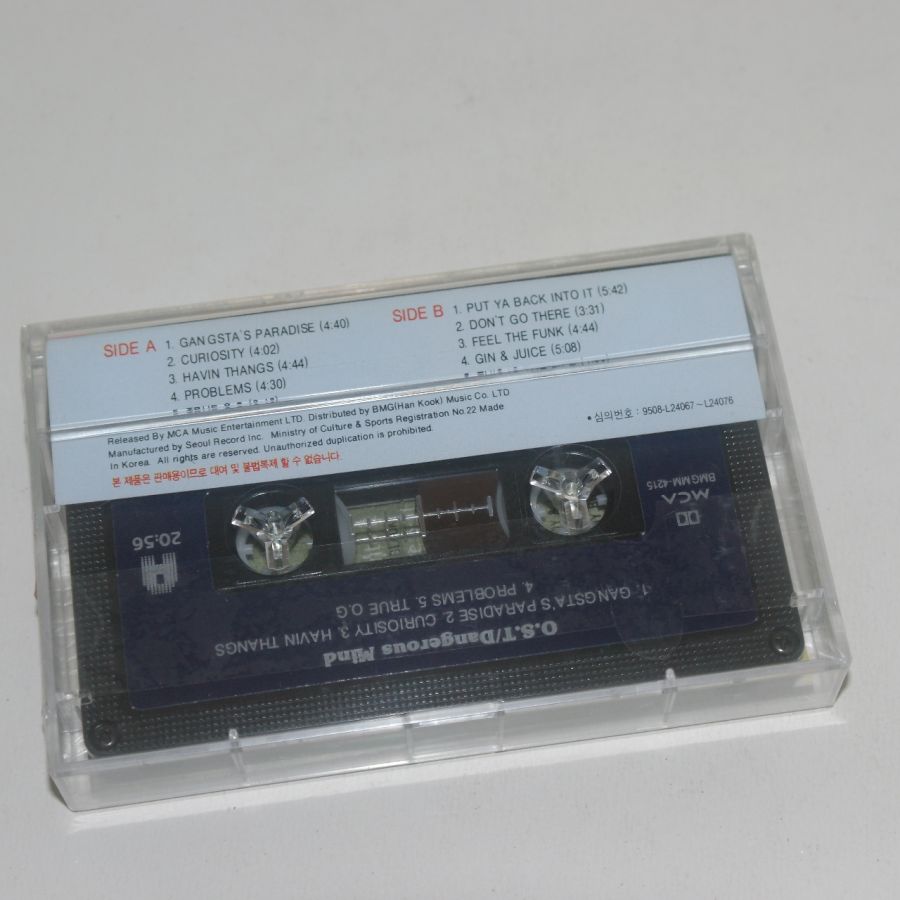 SIDE A
1. GANGSTA'S PARADISE (4:40)
2. CURIOSITY (4:02)
3. HAVIN THANGS (4:44)
4. PROBLEMS (4:30)
SIDE B
1. PUT YA BACK INTO IT (5:42)
2. DON'T GO THERE (3:31)
3. FEEL THE FUNK (4:44)
4. GIN & JUICE (5:08)
Released By MCA Music Entertainment LTD. Distributed by BMG(Han Kook) Music Co. LTD
Manufactured by Seoul Record Inc. Ministry of Culture & Sports Registration No.22 Made
In Korea. All rights are reserved. Unauthorized duplication is prohibited.
본 제품은 판매용이므로 대여 및 불법복제 할 수 없습니다.
• 심의번호 : 9508-L24067~L24076
O.S.T/Dangerous Mind
1. GANGSTA'S PARADISE 2. CURIOSITY 3. HAVIN THANGS
4. PROBLEMS 5. TRUE O.G
A
20:56
MCA
BMGMM-4215